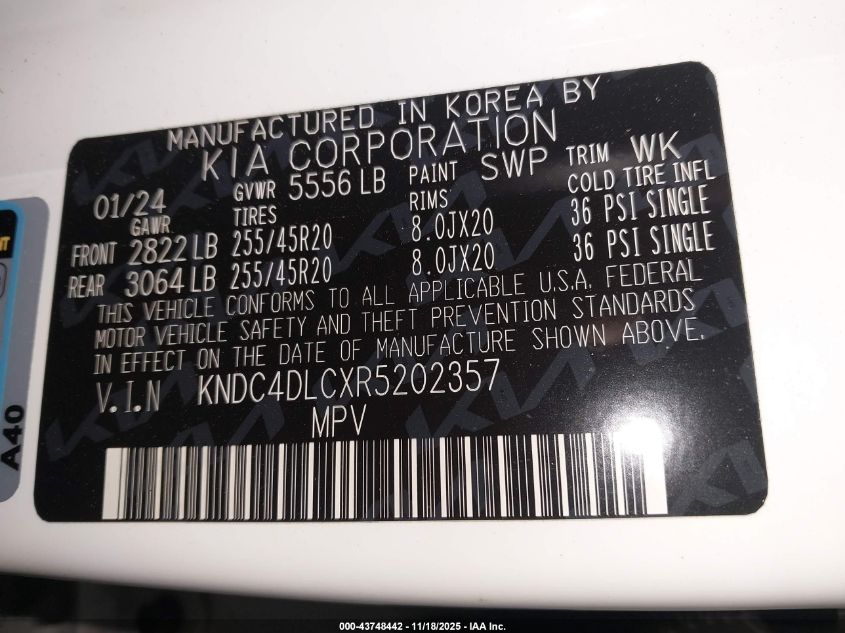 MANUFACTURED IN KOREA BY
KIA CORPORATION
01/24 GVWR 5556 LB PAINT SWP TRIM WK
GAWR TIRES RIMS COLD TIRE INFL
FRONT 2822 LB 255/45R20 8.0JX20 36 PSI SINGLE
REAR 3064 LB 255/45R20 8.0JX20 36 PSI SINGLE
THIS VEHICLE CONFORMS TO ALL APPLICABLE U.S.A. FEDERAL
MOTOR VEHICLE SAFETY AND THEFT PREVENTION STANDARDS
IN EFFECT ON THE DATE OF MANUFACTURE SHOWN ABOVE.
V.I.N KNDC4DLCXR5202357
MPV
A40
000-43748442 - 11/18/2025 - IAA Inc.